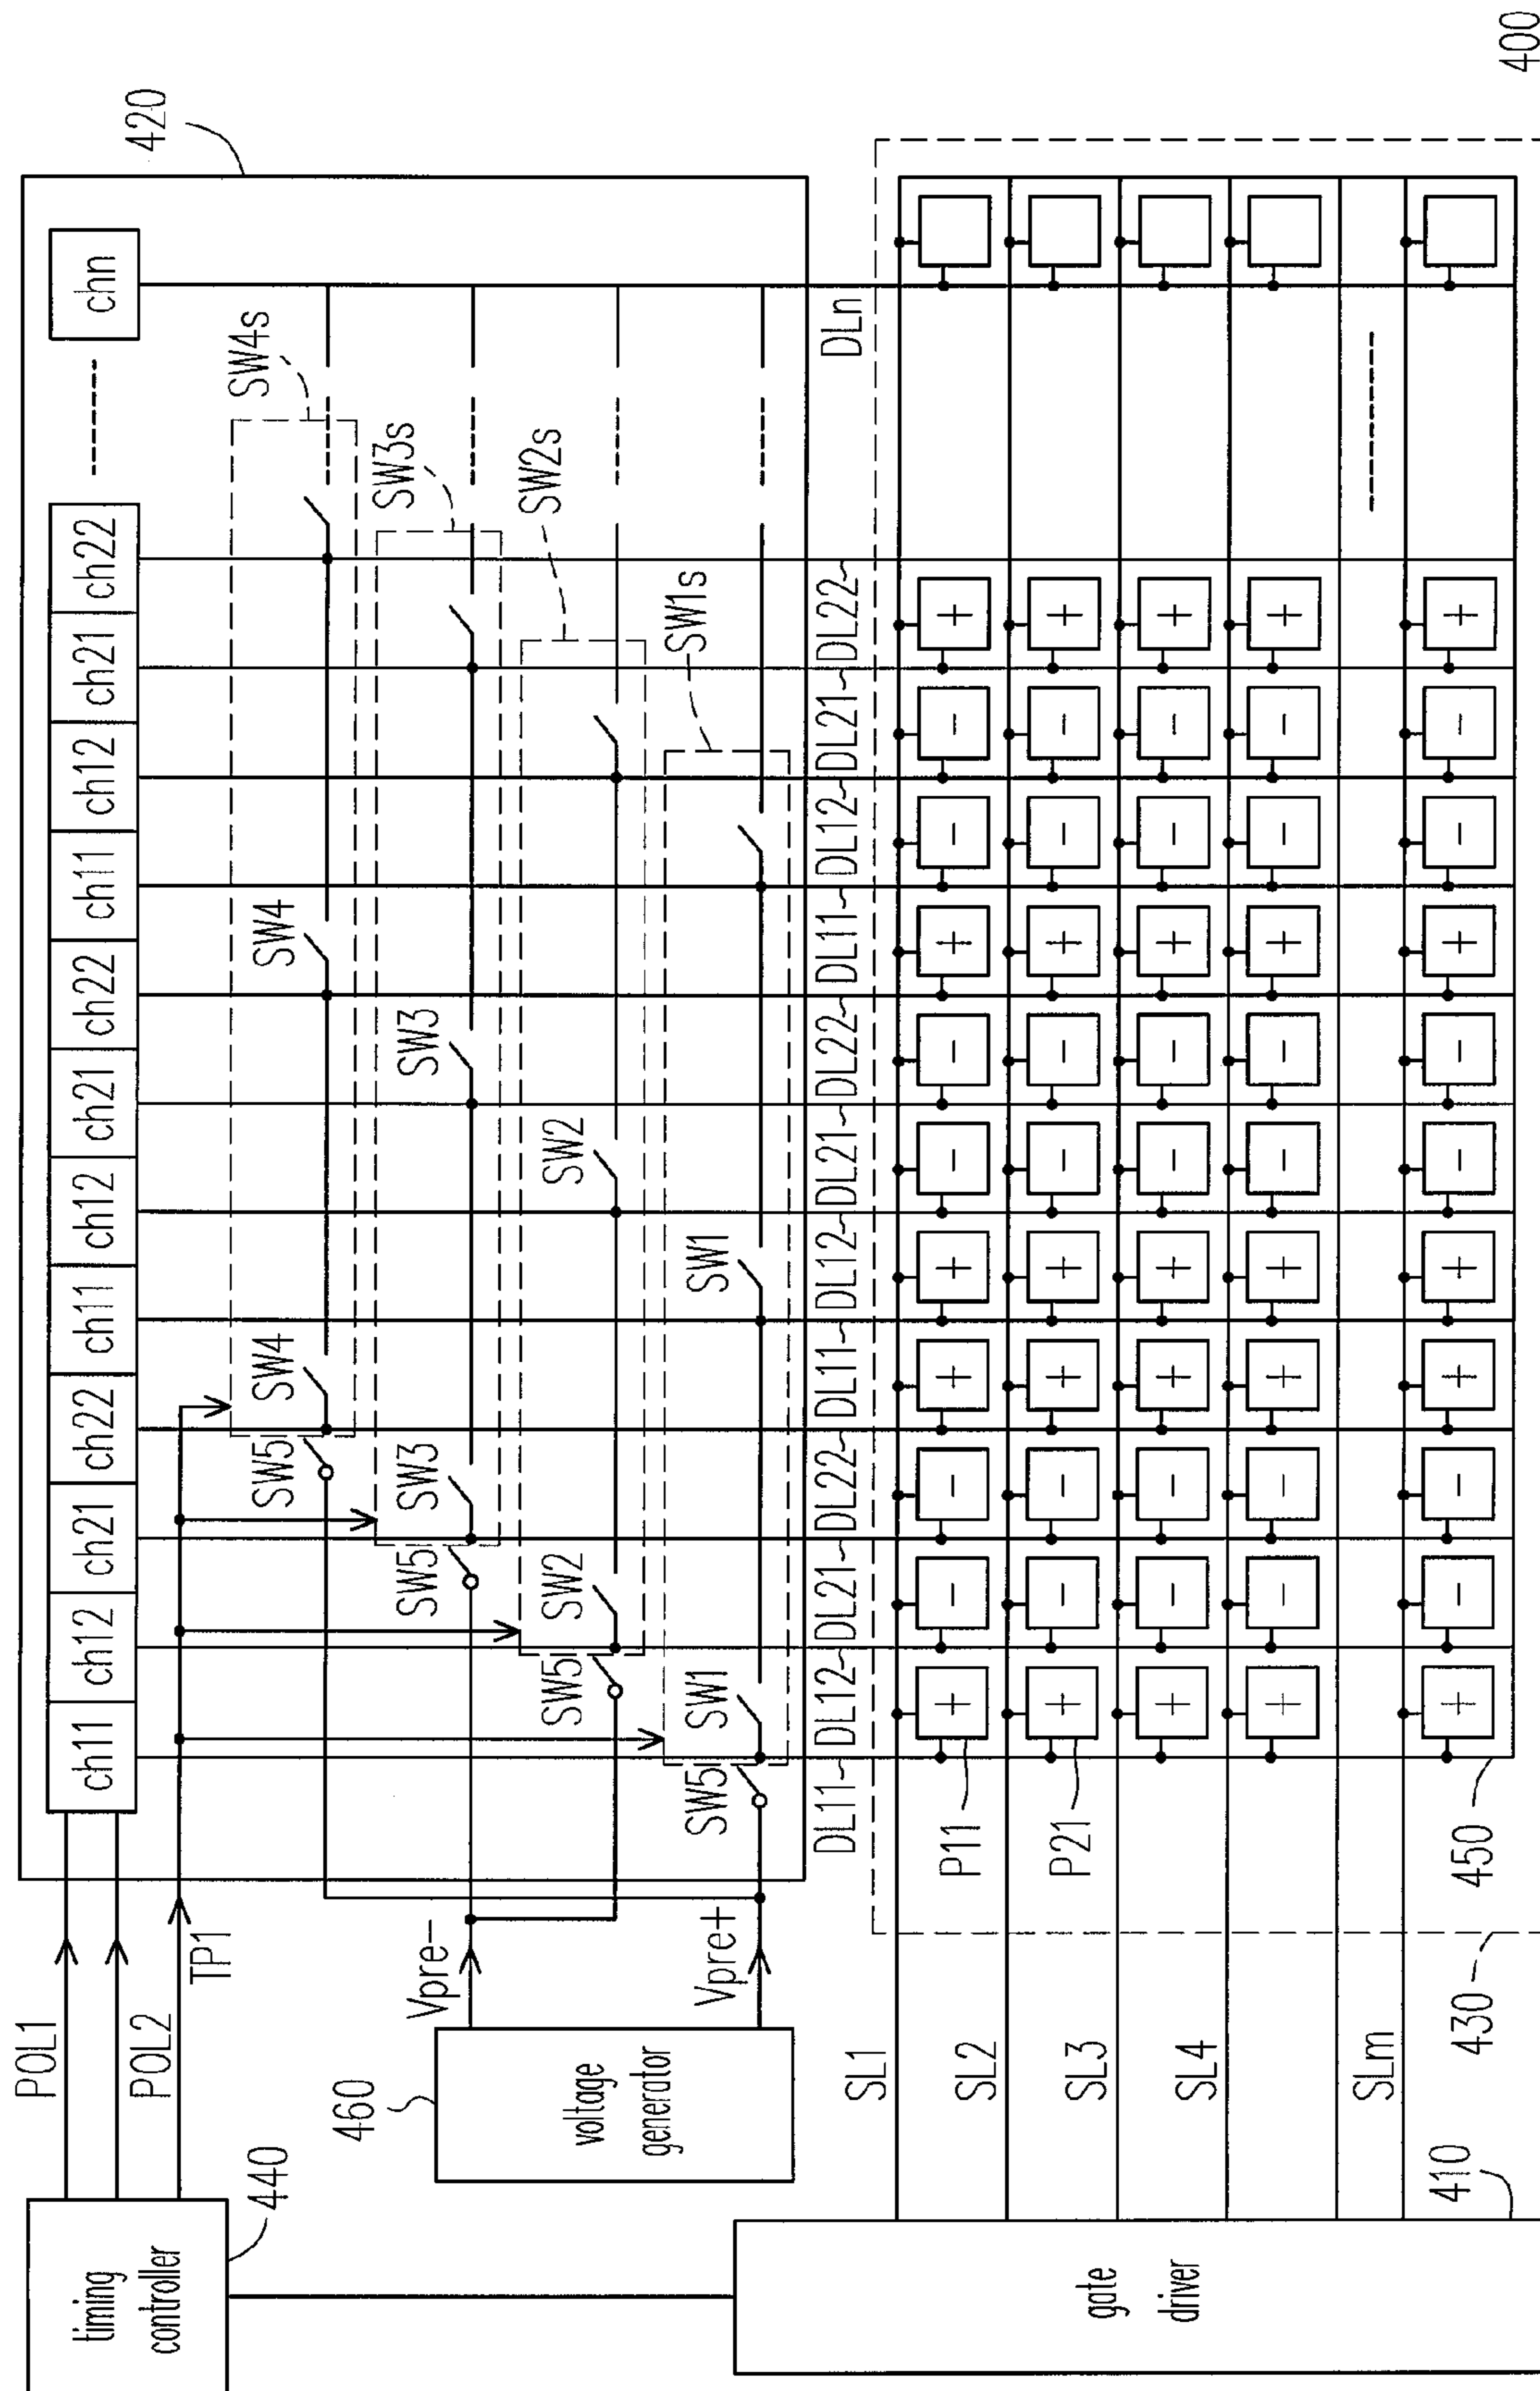 400
420
chn
ch22
ch21
ch12
ch11
ch22
ch21
ch12
ch11
ch22
ch21
ch12
ch11
SW4s
SW3s
SW2s
SW1s
SW4
SW3
SW2
SW1
SW4
SW3
SW2
SW1
SW5
SW5
SW5
SW5
POL1
POL2
TP1
Vpre−
Vpre+
timing
controller
440
460
voltage
generator
DLn
DL22
DL21
DL12
DL11
DL22
DL21
DL12
DL11
DL22
DL21
DL12
DL11
+ − − + − − + + − − +
+ − − + − − + + − − +
+ − − + − − + + − − +
+ − − + − − + + − − +
+ − − + − − + + − − +
P11
P21
450
430
SL1
SL2
SL3
SL4
SLm
410
gate
driver